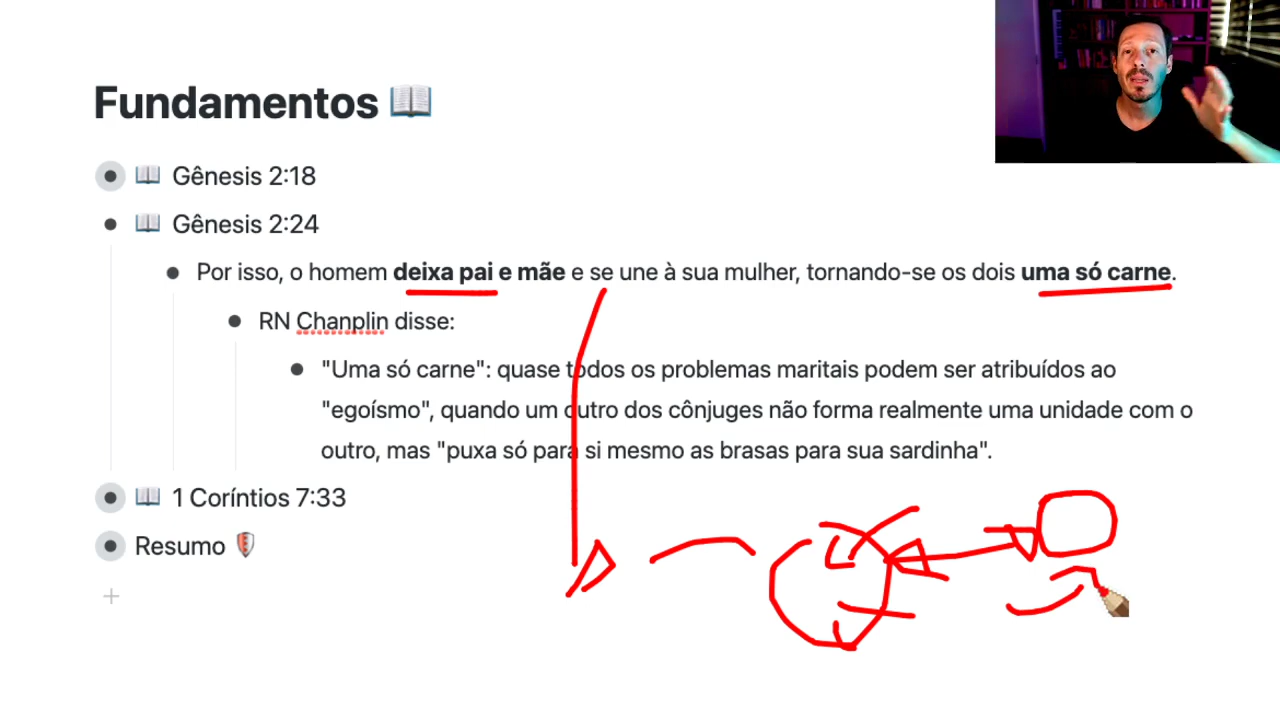 Fundamentos 📖
📖 Gênesis 2:18
📖 Gênesis 2:24
Por isso, o homem deixa pai e mãe e se une à sua mulher, tornando-se os dois uma só carne.
RN Chanplin disse:
"Uma só carne": quase todos os problemas maritais podem ser atribuídos ao
"egoísmo", quando um outro dos cônjuges não forma realmente uma unidade com o
outro, mas "puxa só para si mesmo as brasas para sua sardinha".
📖 1 Coríntios 7:33
Resumo 🛡️